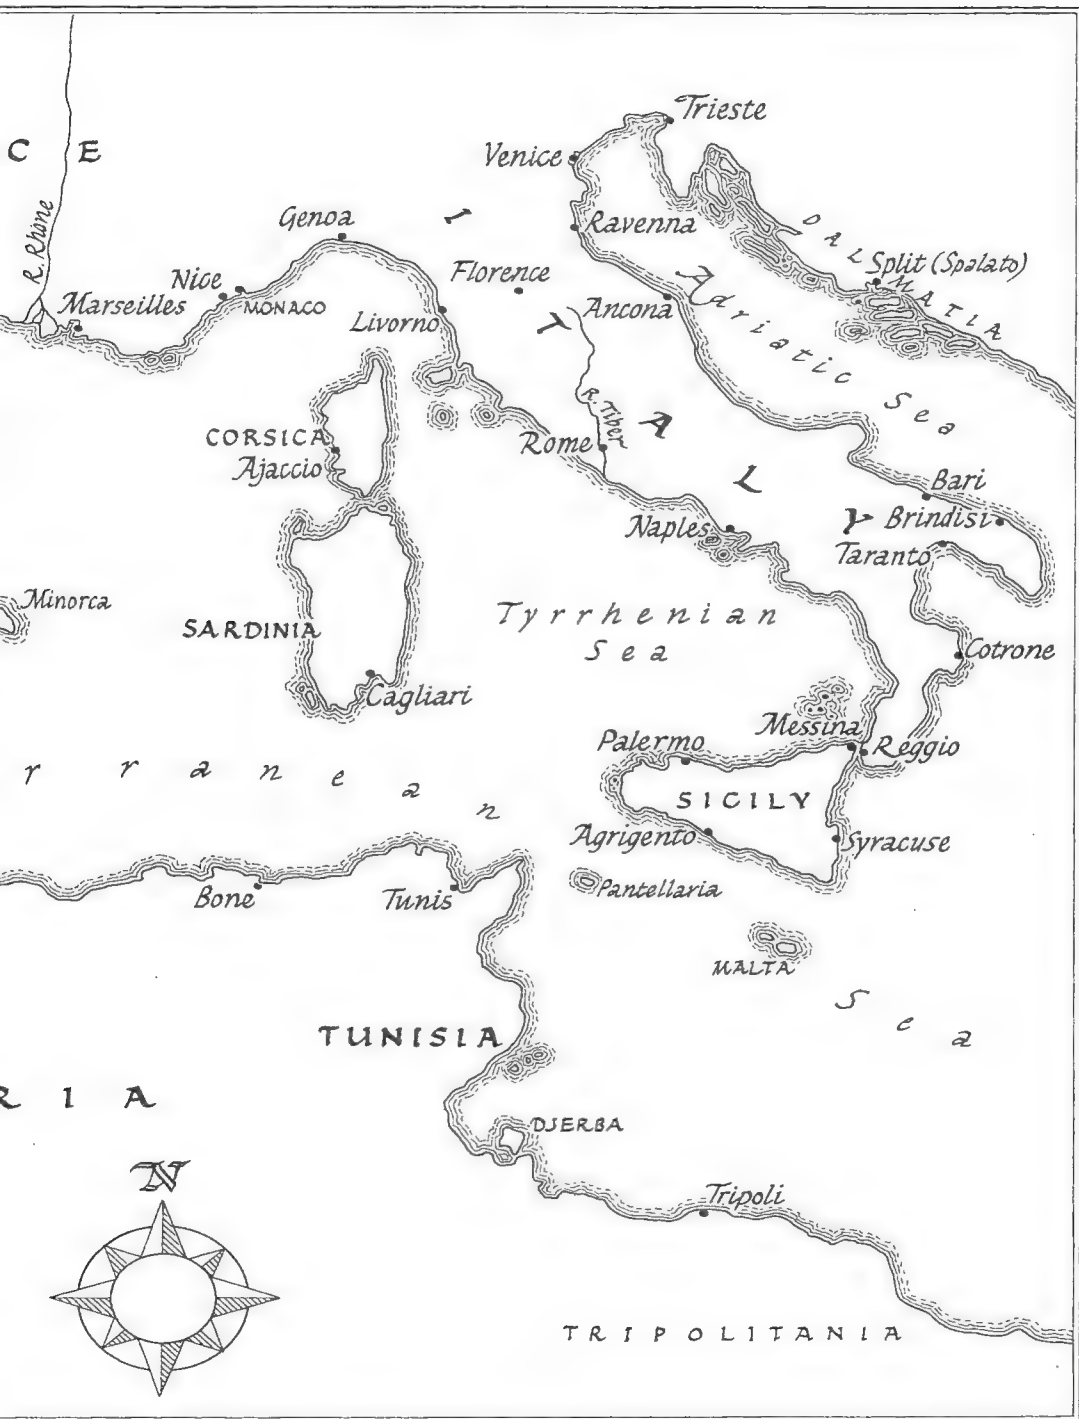 Trieste
C E
Venice
R. Rhone
Genoa
I
Ravenna
DALMATIA
Nice
Florence
Split (Spalato)
MONACO
Marseilles
Livorno
T
Ancona
Adriatic Sea
R. Tiber
CORSICA
Ajaccio
Rome
A
L
Bari
Y
Brindisi
Naples
Taranto
Minorca
Tyrrhenian
Sea
SARDINIA
Cotrone
Cagliari
Messina
Reggio
Palermo
r r a n e a n
SICILY
Agrigento
Syracuse
Bone
Tunis
Pantellaria
MALTA
Sea
TUNISIA
R I A
DJERBA
N
Tripoli
TRIPOLITANIA